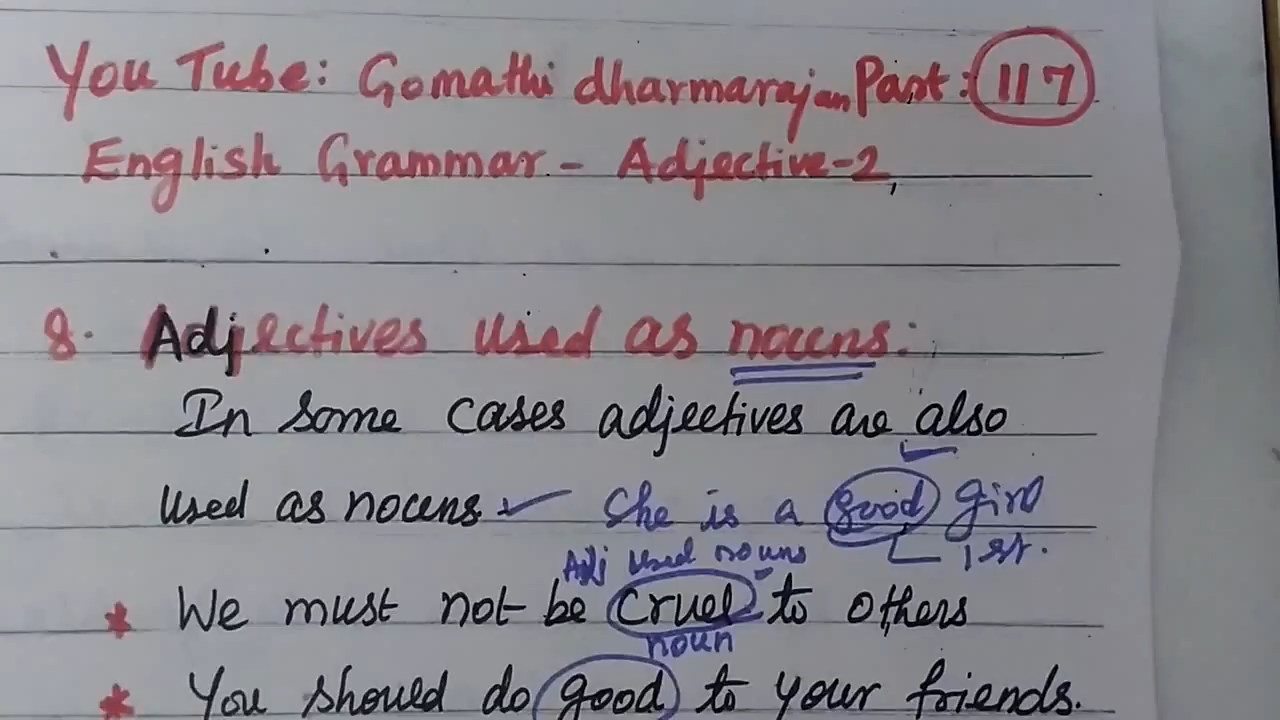 You Tube: Gomathi dharmarajan Part: 117
English Grammar - Adjective-2,
8. Adjectives used as nouns:
In some cases adjectives are also
used as nouns ✓ She is a good girl
1st.
Adj used nouns
* We must not be cruel to others
noun
* You should do good to your friends.